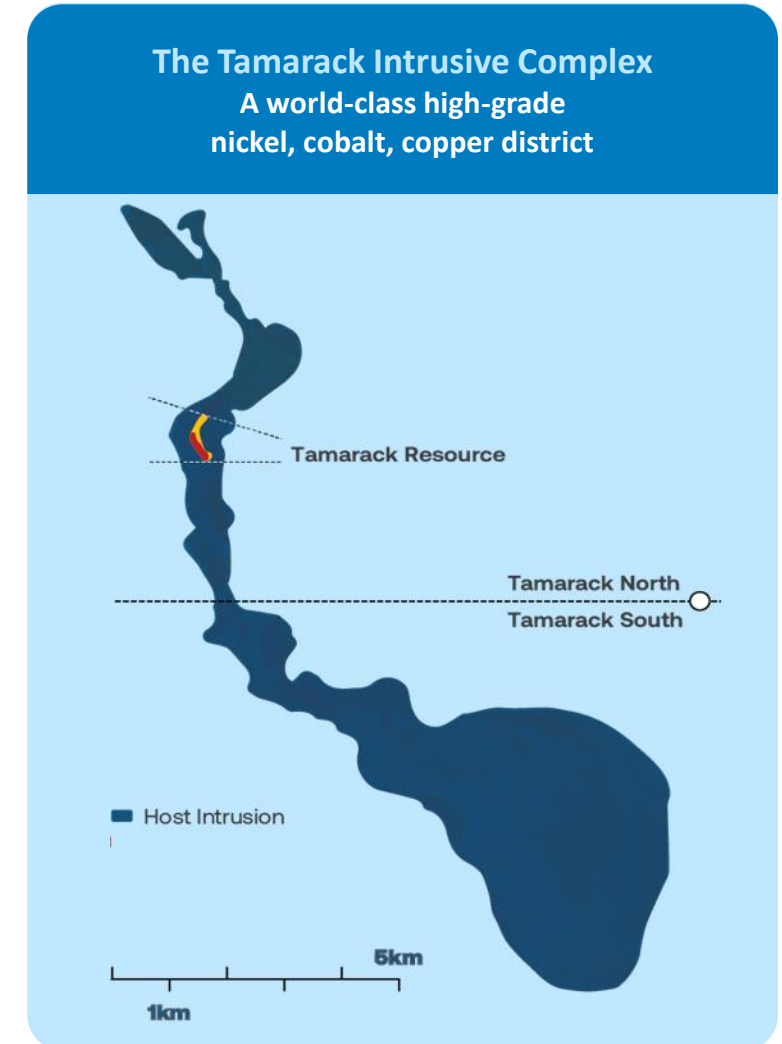 The Tamarack Intrusive Complex
A world-class high-grade
nickel, cobalt, copper district
Tamarack Resource
Tamarack North
Tamarack South
Host Intrusion
5km
1km